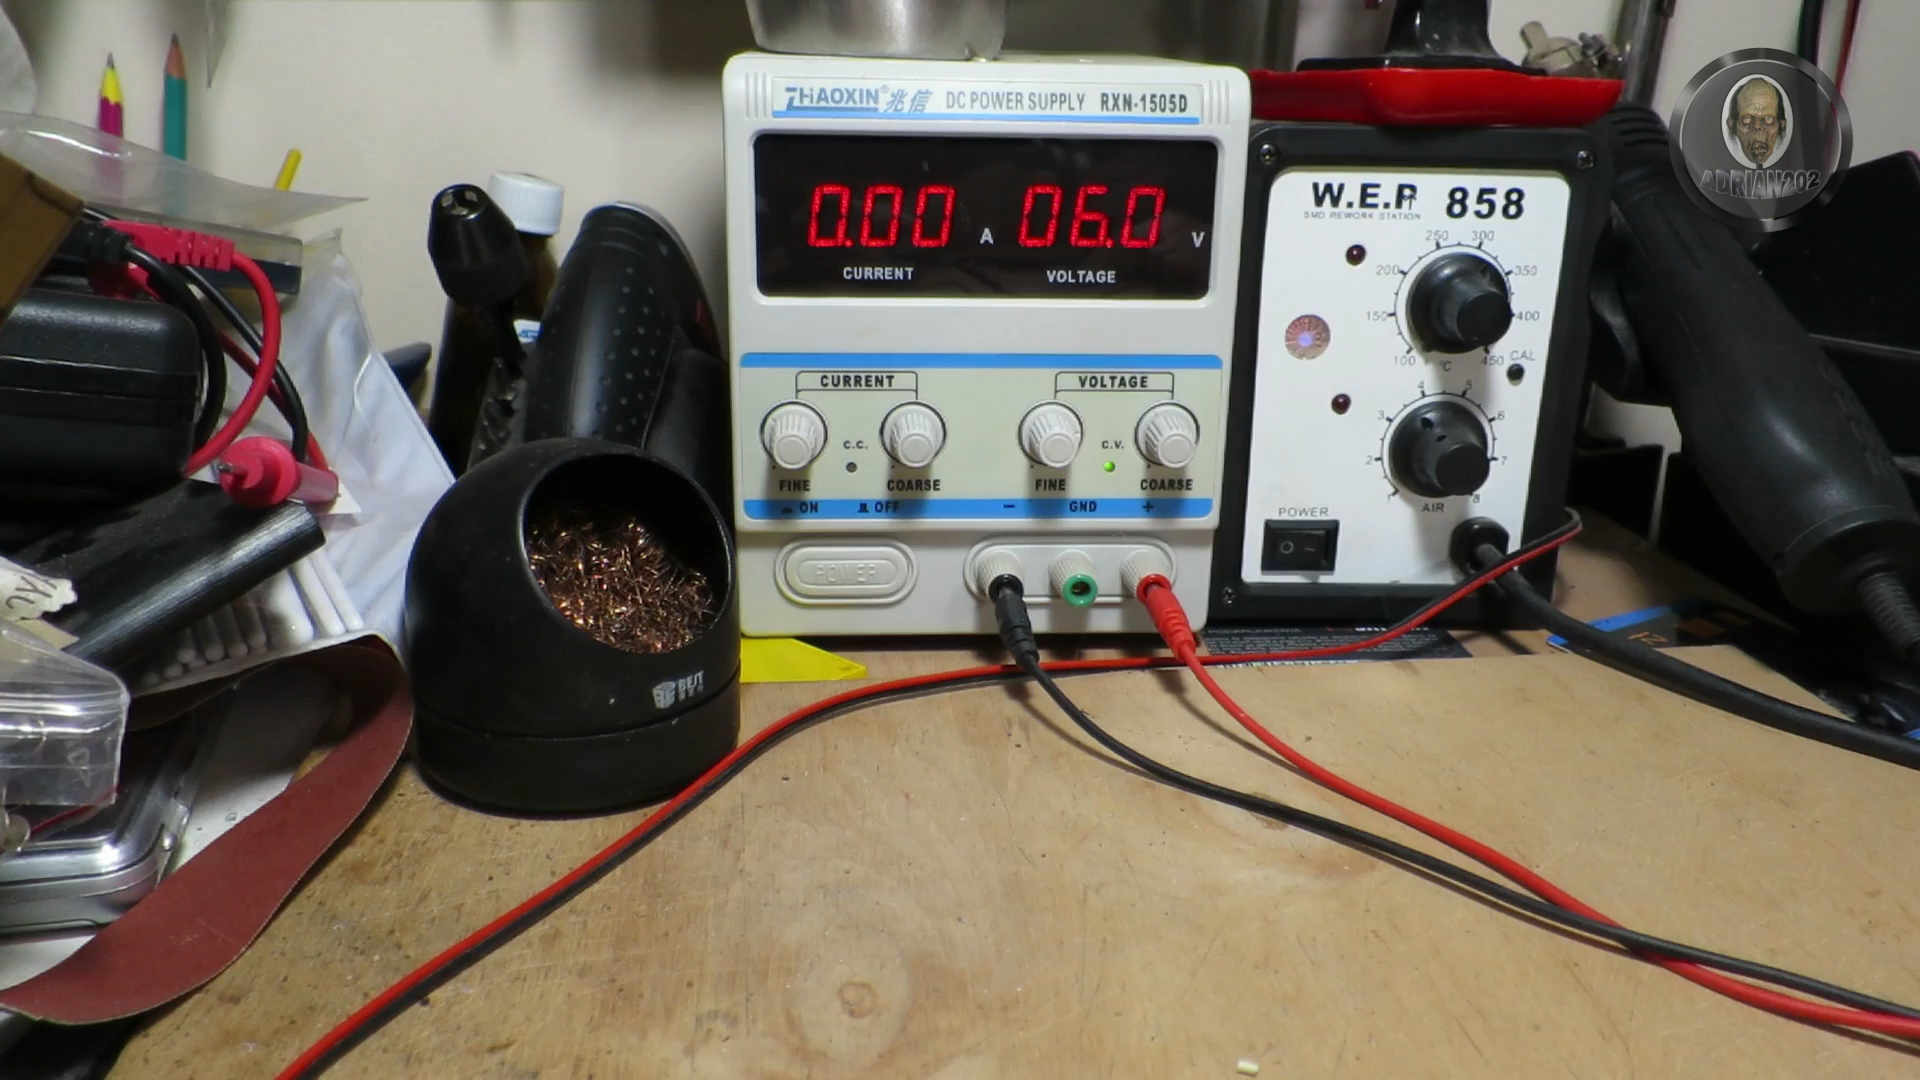 ZHAOXIN® 兆信 DC POWER SUPPLY RXN-1505D
0.00 A 06.0 V
CURRENT VOLTAGE
CURRENT VOLTAGE
C.C. C.V.
FINE COARSE FINE COARSE
ON OFF - GND +
POWER
W.E.P 858
SMD REWORK STATION
250 300
200 350
150 400
100 °C 450 CAL
4 5
3 6
2 7
1 AIR 8
POWER
BEST
ADRIAN202